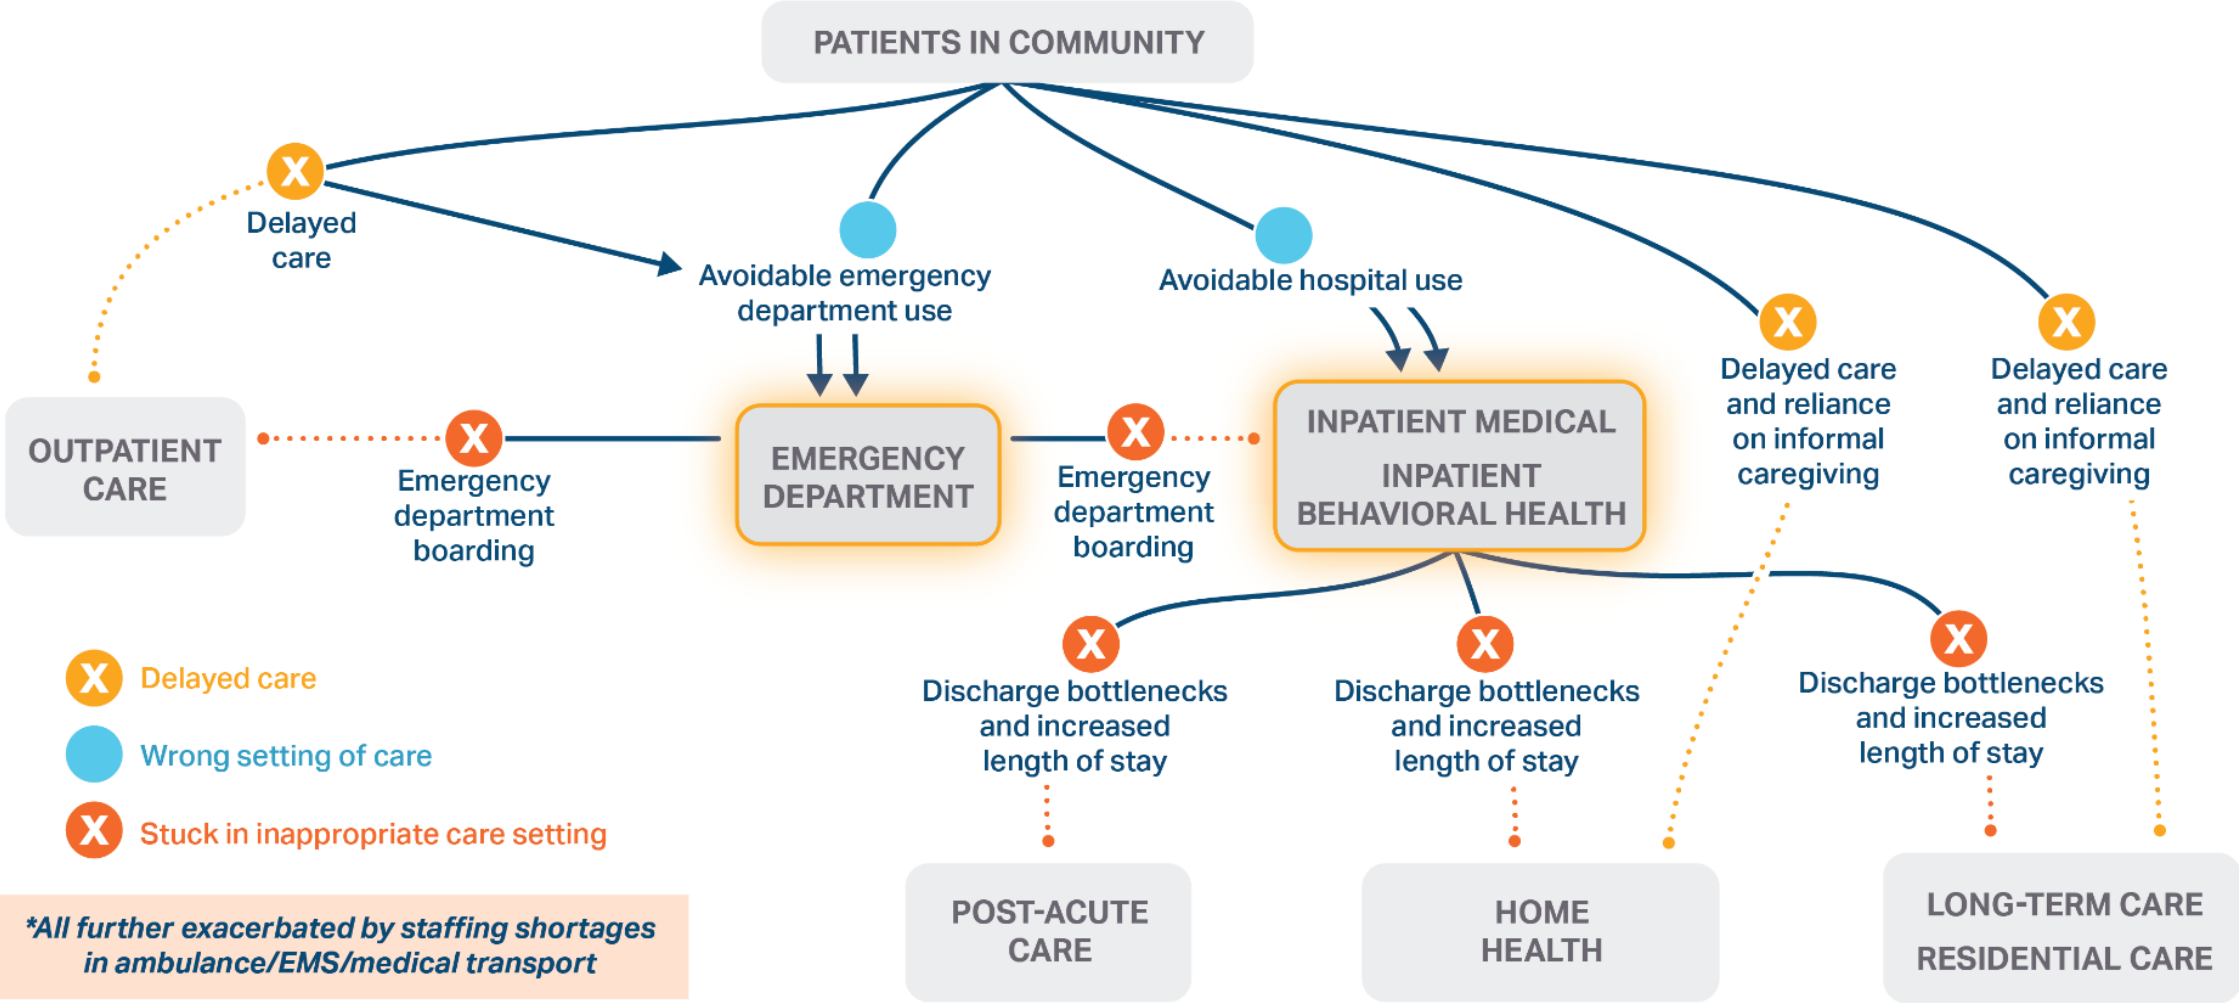 PATIENTS IN COMMUNITY
X
Delayed
care
Avoidable emergency
department use
Avoidable hospital use
X
Delayed care
and reliance
on informal
caregiving
X
Delayed care
and reliance
on informal
caregiving
OUTPATIENT
CARE
X
Emergency
department
boarding
EMERGENCY
DEPARTMENT
X
Emergency
department
boarding
INPATIENT MEDICAL
INPATIENT
BEHAVIORAL HEALTH
X
Discharge bottlenecks
and increased
length of stay
X
Discharge bottlenecks
and increased
length of stay
X
Discharge bottlenecks
and increased
length of stay
X Delayed care
Wrong setting of care
X Stuck in inappropriate care setting
*All further exacerbated by staffing shortages
in ambulance/EMS/medical transport
POST-ACUTE
CARE
HOME
HEALTH
LONG-TERM CARE
RESIDENTIAL CARE